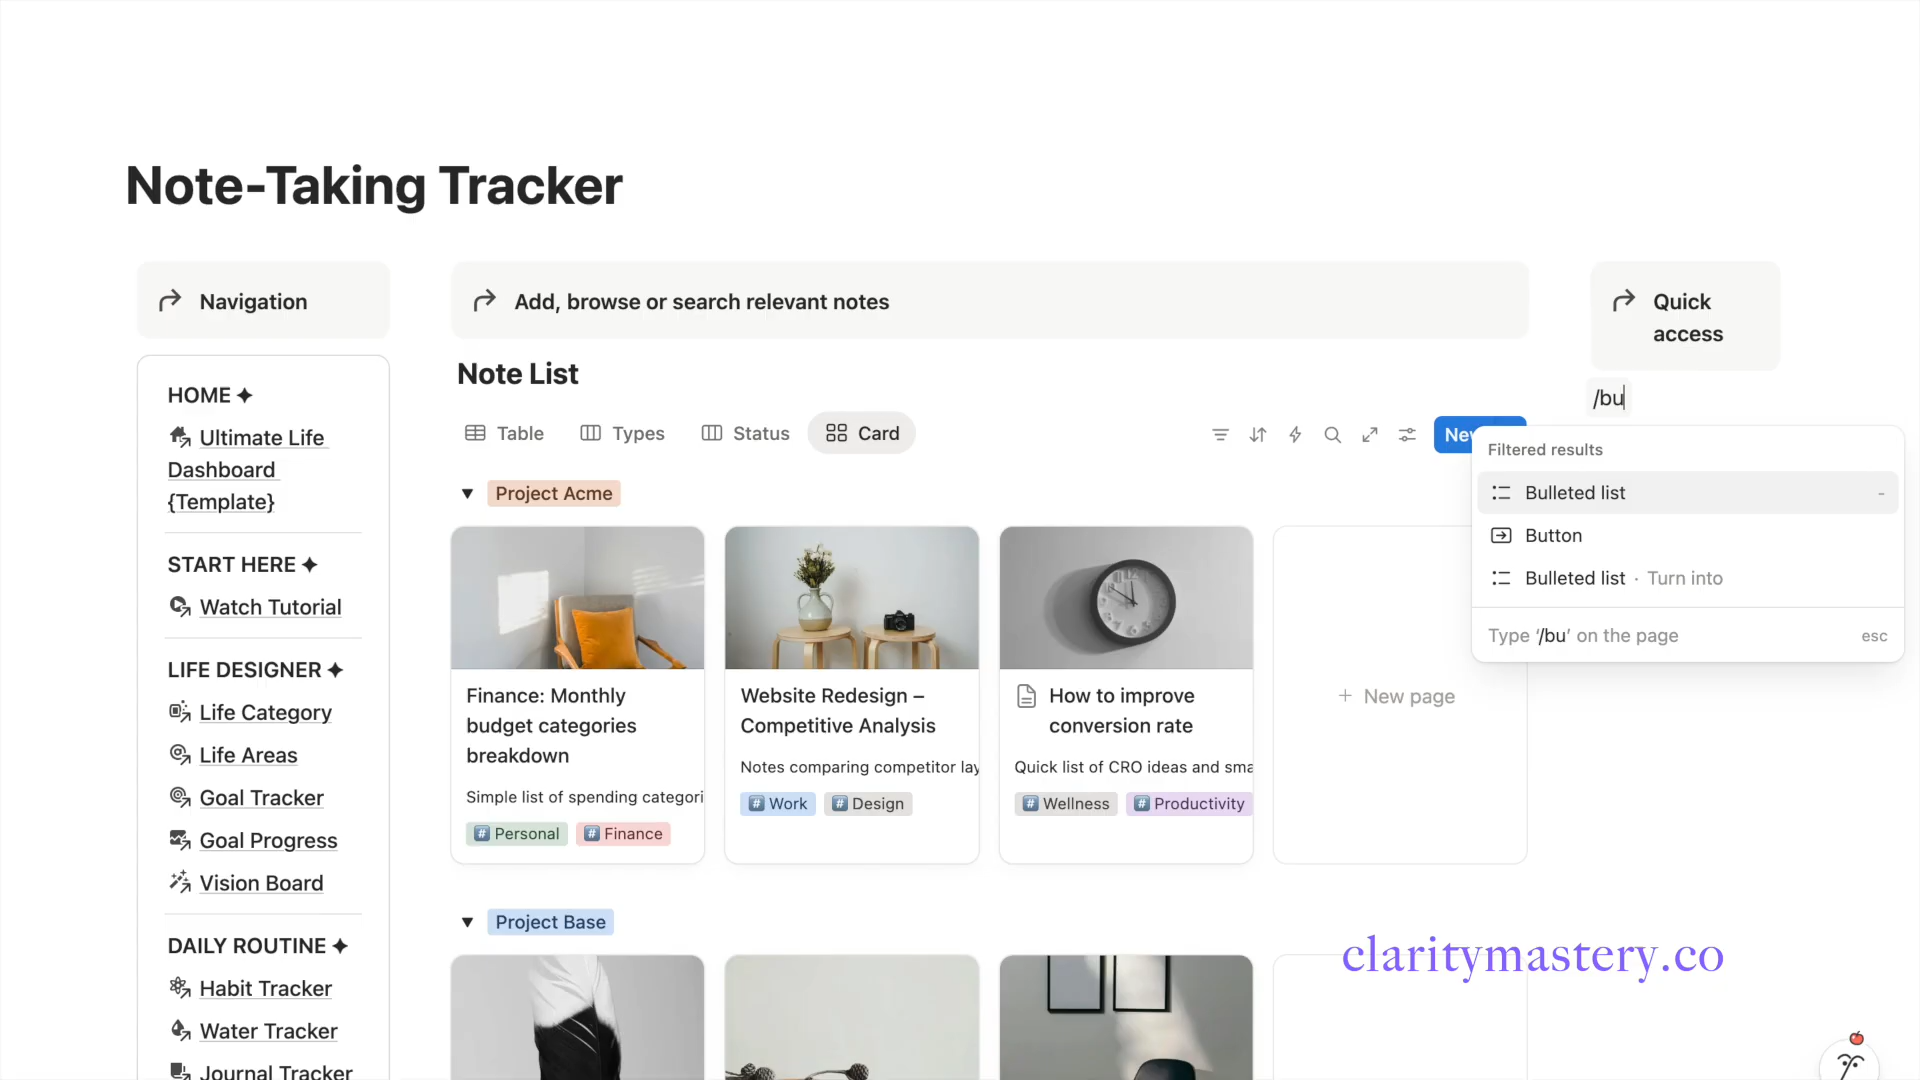 Note-Taking Tracker
Navigation
HOME ✦
Ultimate Life
Dashboard
{Template}
START HERE ✦
Watch Tutorial
LIFE DESIGNER ✦
Life Category
Life Areas
Goal Tracker
Goal Progress
Vision Board
DAILY ROUTINE ✦
Habit Tracker
Water Tracker
Journal Tracker
Add, browse or search relevant notes
Note List
Table Types Status Card
Project Acme
Finance: Monthly
budget categories
breakdown
Simple list of spending categori
# Personal # Finance
Website Redesign –
Competitive Analysis
Notes comparing competitor lay
# Work # Design
How to improve
conversion rate
Quick list of CRO ideas and sma
# Wellness # Productivity
+ New page
Project Base
Quick
access
/bu
Filtered results
Bulleted list -
Button
Bulleted list · Turn into
Type ‘/bu’ on the page esc
claritymastery.co